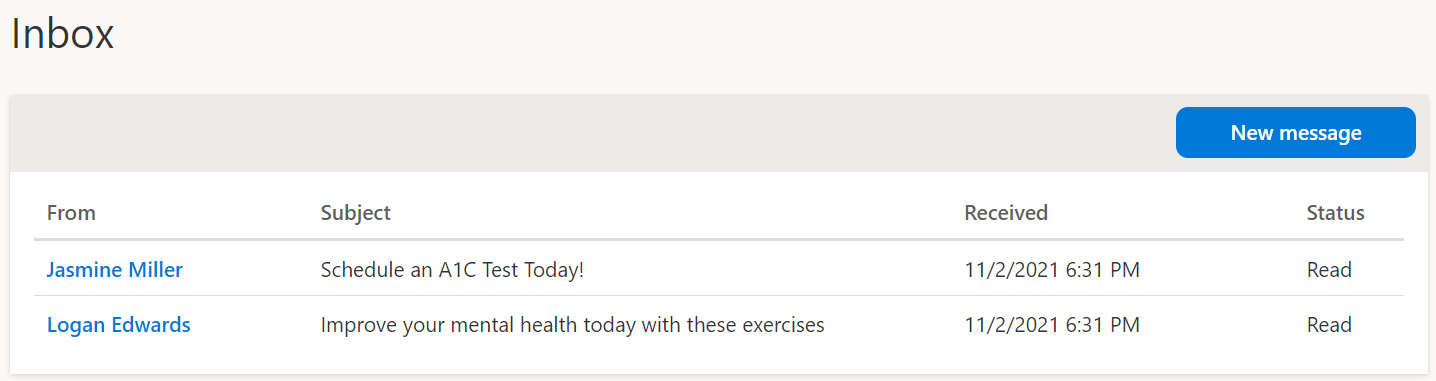 Inbox
New message
From Subject Received Status
Jasmine Miller Schedule an A1C Test Today! 11/2/2021 6:31 PM Read
Logan Edwards Improve your mental health today with these exercises 11/2/2021 6:31 PM Read